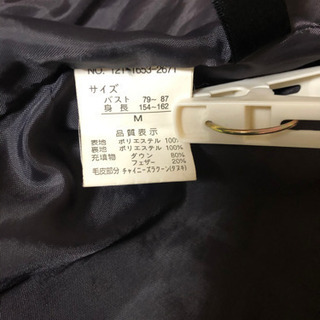 NO. 121-1653-2671
サイズ
バスト 79-87
身長 154-162
M
品質表示
表地 ポリエステル 100%
裏地 ポリエステル 100%
充填物 ダウン 80%
フェザー 20%
毛皮部分 チャイニーズラクーン(タヌキ)